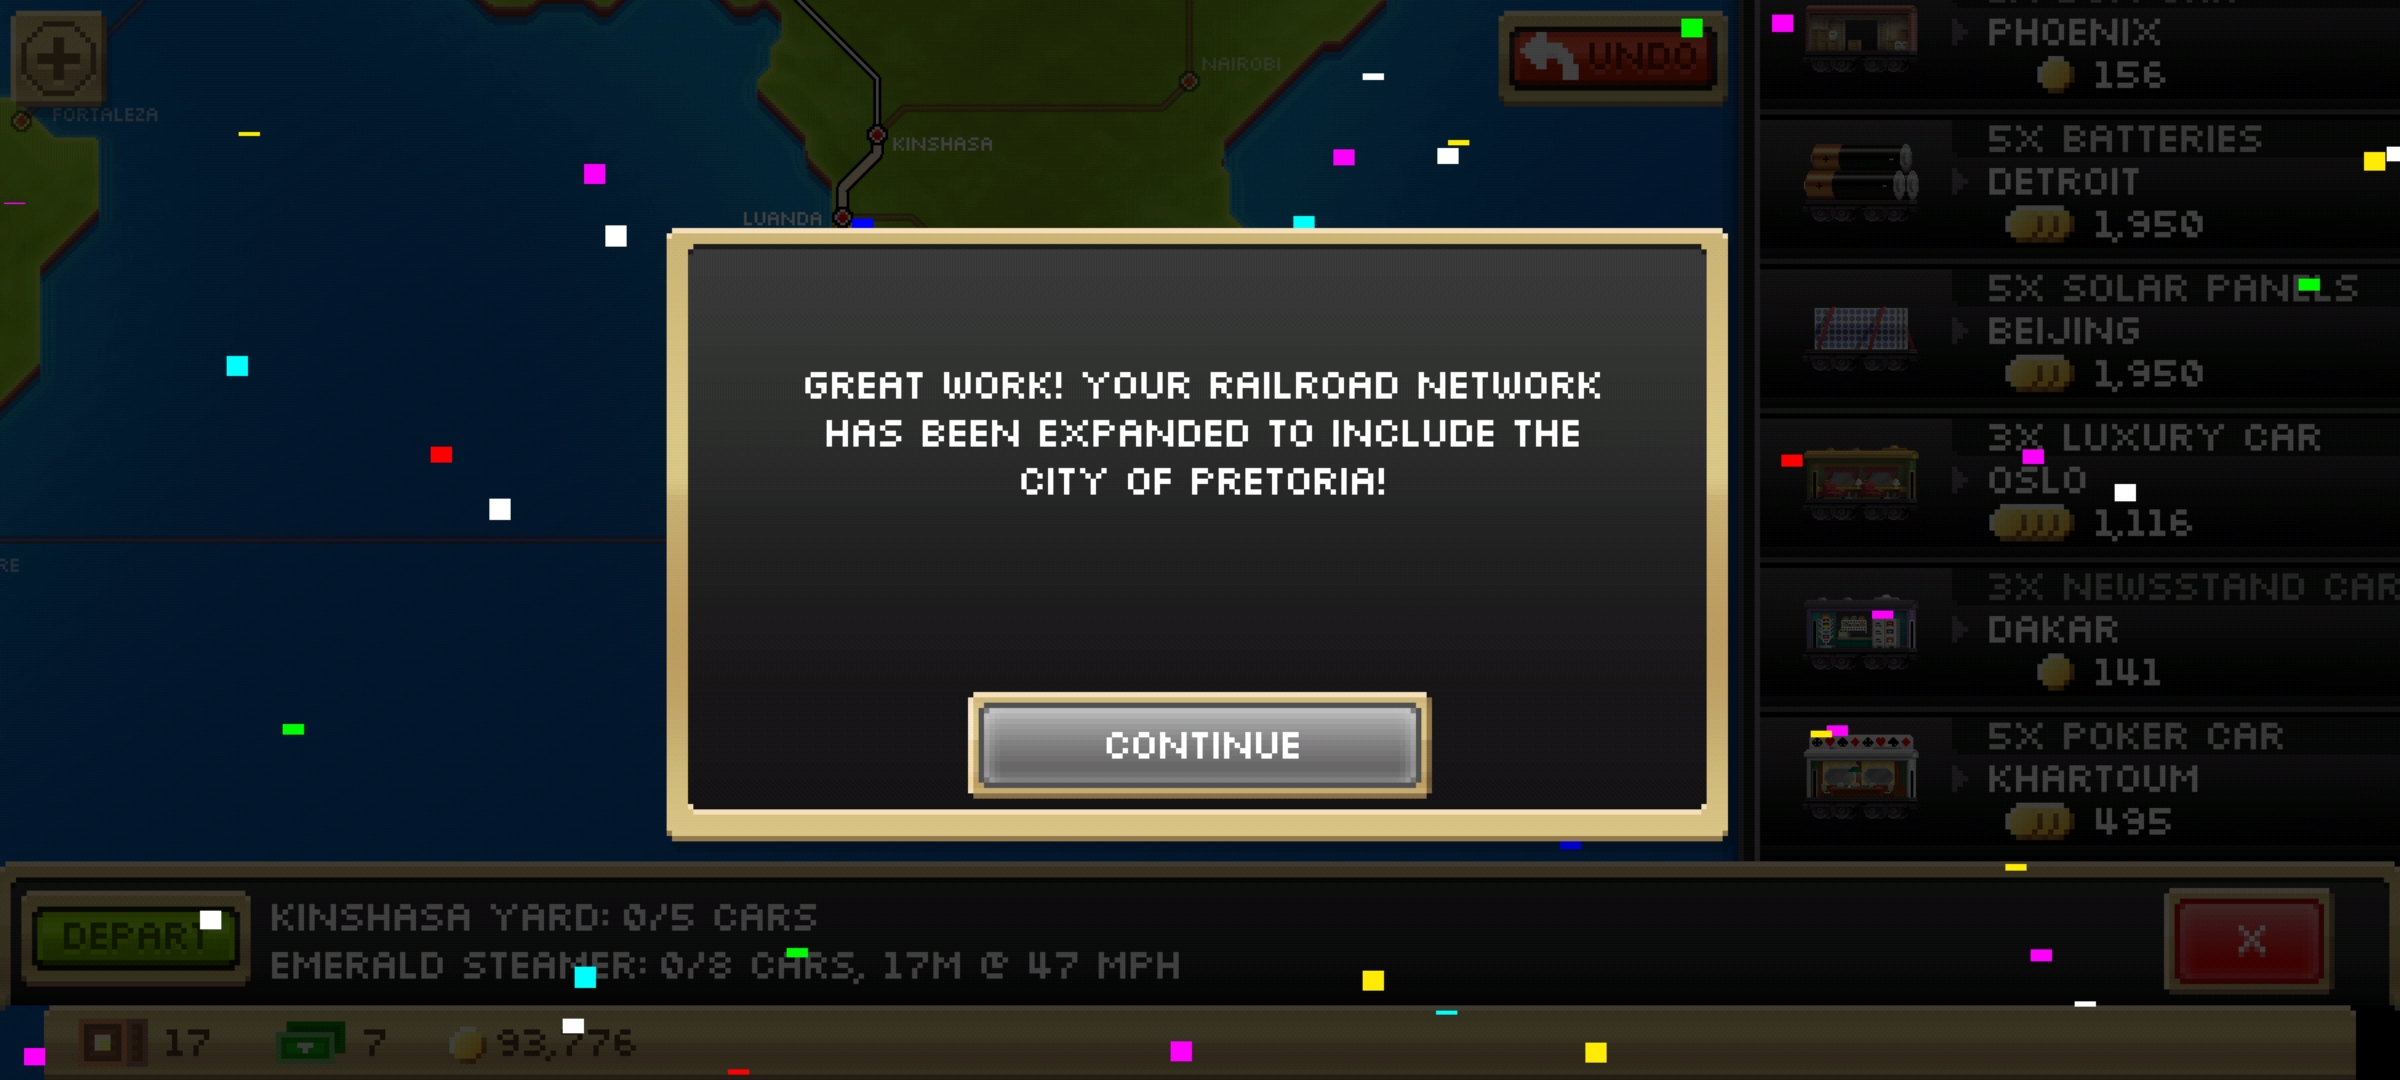 FORTALEZA
NAIROBI
KINSHASA
LUANDA
RE
UNDO
PHOENIX
156
5X BATTERIES
DETROIT
1,950
5X SOLAR PANELS
BEIJING
1,950
3X LUXURY CAR
OSLO
1,116
3X NEWSSTAND CAR
DAKAR
141
5X POKER CAR
KHARTOUM
495
GREAT WORK! YOUR RAILROAD NETWORK
HAS BEEN EXPANDED TO INCLUDE THE
CITY OF PRETORIA!
CONTINUE
DEPART
KINSHASA YARD: 0/5 CARS
EMERALD STEAMER: 0/8 CARS, 17M @ 47 MPH
X
17
7
93,776